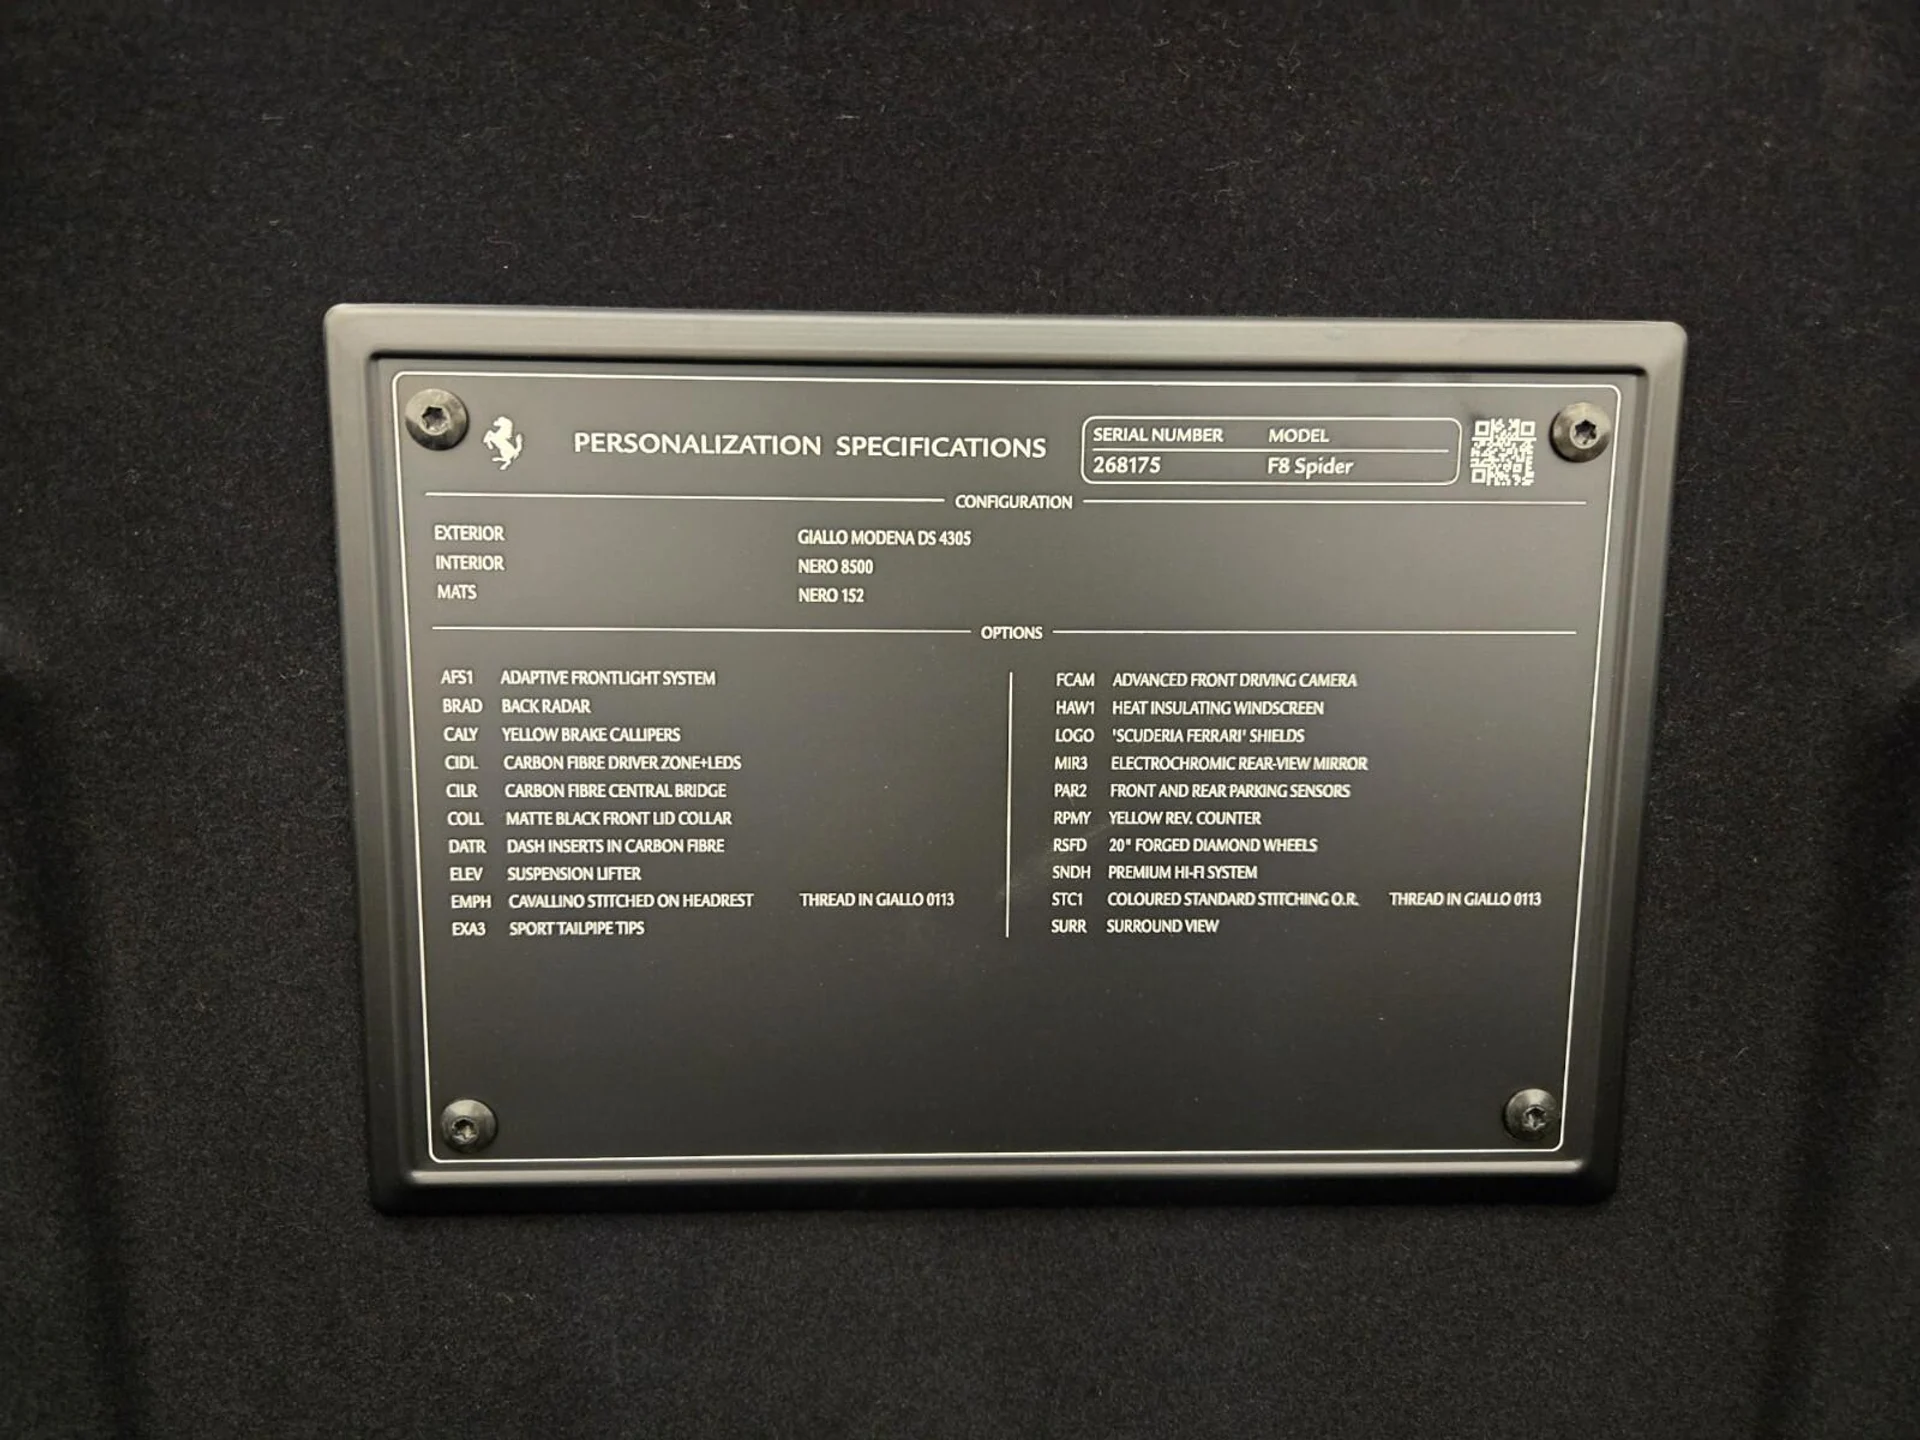 PERSONALIZATION SPECIFICATIONS
SERIAL NUMBER MODEL
268175 F8 Spider
CONFIGURATION
EXTERIOR GIALLO MODENA DS 4305
INTERIOR NERO 8500
MATS NERO 152
OPTIONS
AFS1 ADAPTIVE FRONTLIGHT SYSTEM
BRAD BACK RADAR
CALY YELLOW BRAKE CALLIPERS
CIDL CARBON FIBRE DRIVER ZONE+LEDS
CILR CARBON FIBRE CENTRAL BRIDGE
COLL MATTE BLACK FRONT LID COLLAR
DATR DASH INSERTS IN CARBON FIBRE
ELEV SUSPENSION LIFTER
EMPH CAVALLINO STITCHED ON HEADREST THREAD IN GIALLO 0113
EXA3 SPORT TAILPIPE TIPS
FCAM ADVANCED FRONT DRIVING CAMERA
HAW1 HEAT INSULATING WINDSCREEN
LOGO 'SCUDERIA FERRARI' SHIELDS
MIR3 ELECTROCHROMIC REAR-VIEW MIRROR
PAR2 FRONT AND REAR PARKING SENSORS
RPMY YELLOW REV. COUNTER
RSFD 20" FORGED DIAMOND WHEELS
SNDH PREMIUM HI-FI SYSTEM
STC1 COLOURED STANDARD STITCHING O.R. THREAD IN GIALLO 0113
SURR SURROUND VIEW